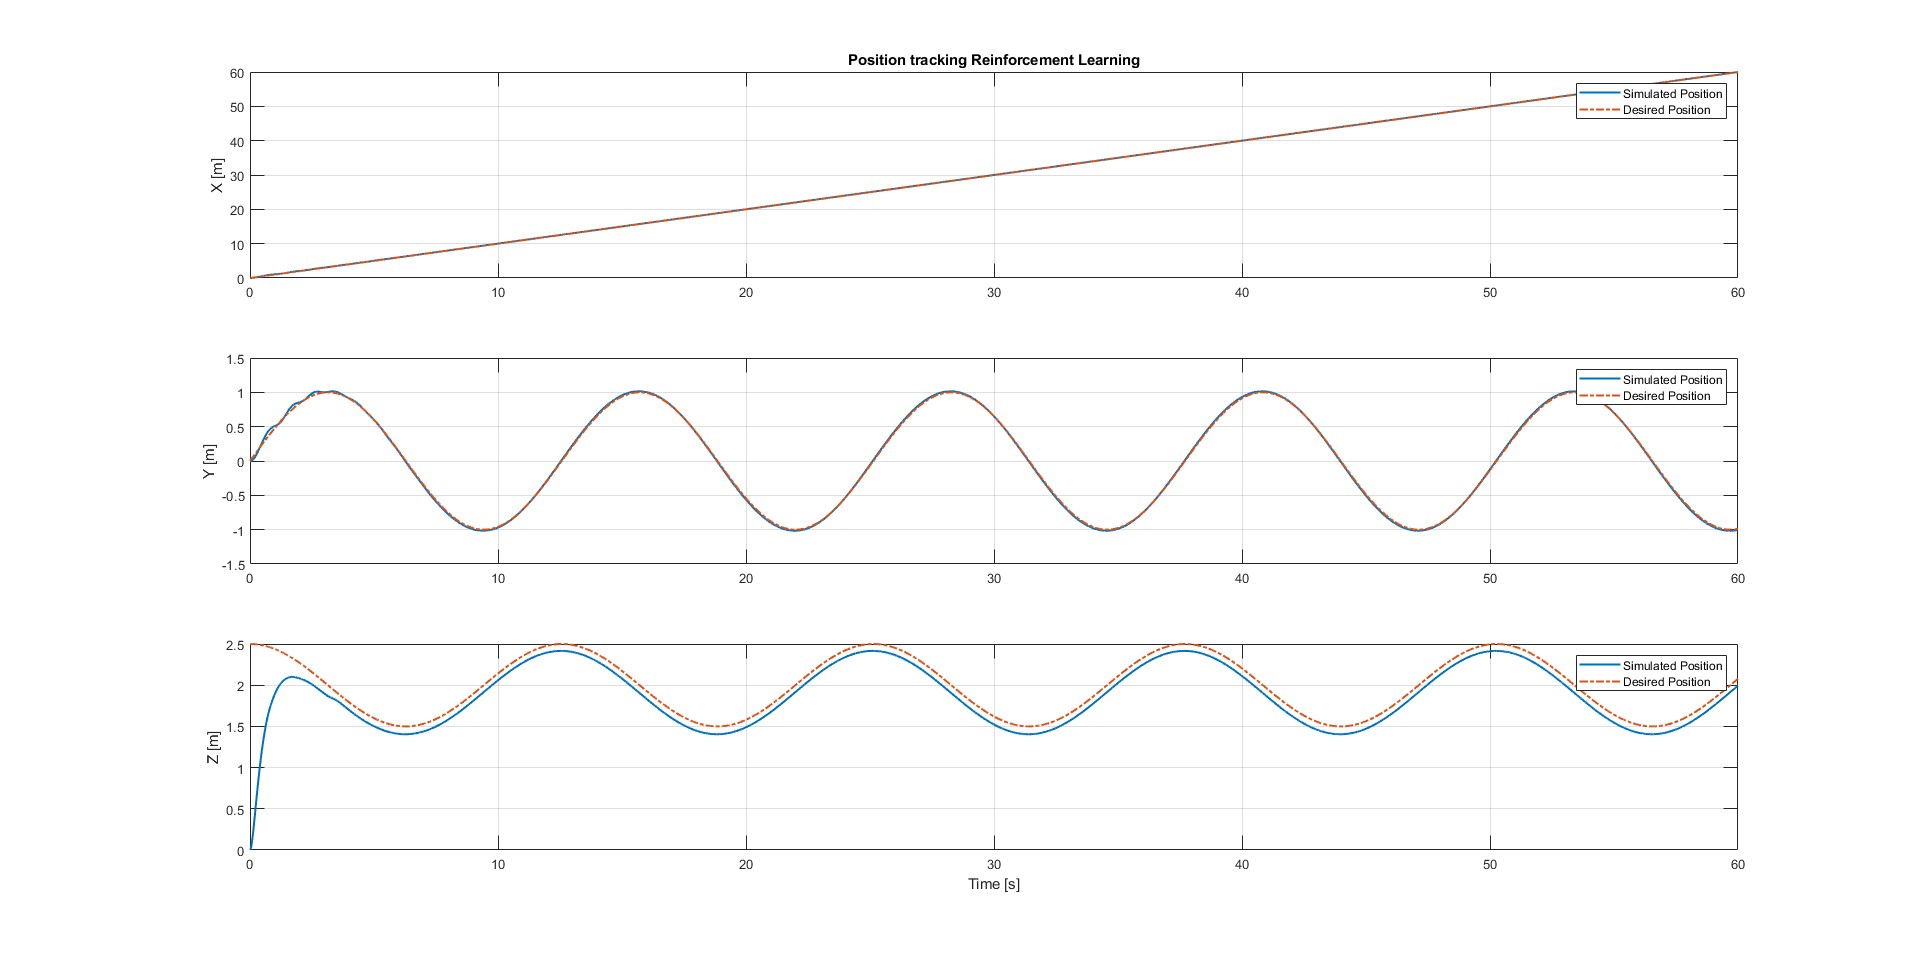 Position tracking Reinforcement Learning
60
50
40
30
20
10
0
X [m]
Simulated Position
Desired Position
0 10 20 30 40 50 60
1.5
1
0.5
0
-0.5
-1
-1.5
Y [m]
Simulated Position
Desired Position
0 10 20 30 40 50 60
2.5
2
1.5
1
0.5
0
Z [m]
Simulated Position
Desired Position
0 10 20 30 40 50 60
Time [s]